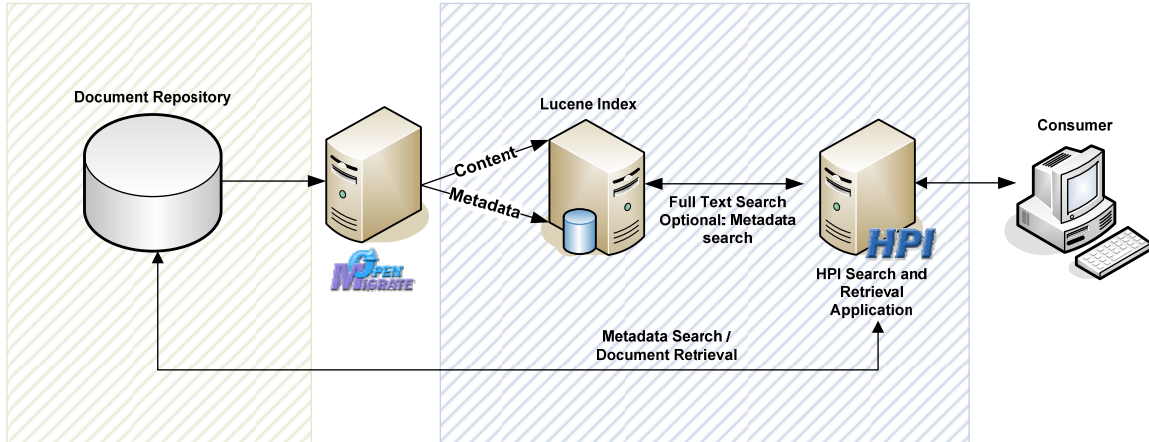 Document Repository
Lucene Index
Consumer
Content
Metadata
Full Text Search
Optional: Metadata
search
OPEN
MIGRATE
HPI
HPI Search and
Retrieval
Application
Metadata Search /
Document Retrieval